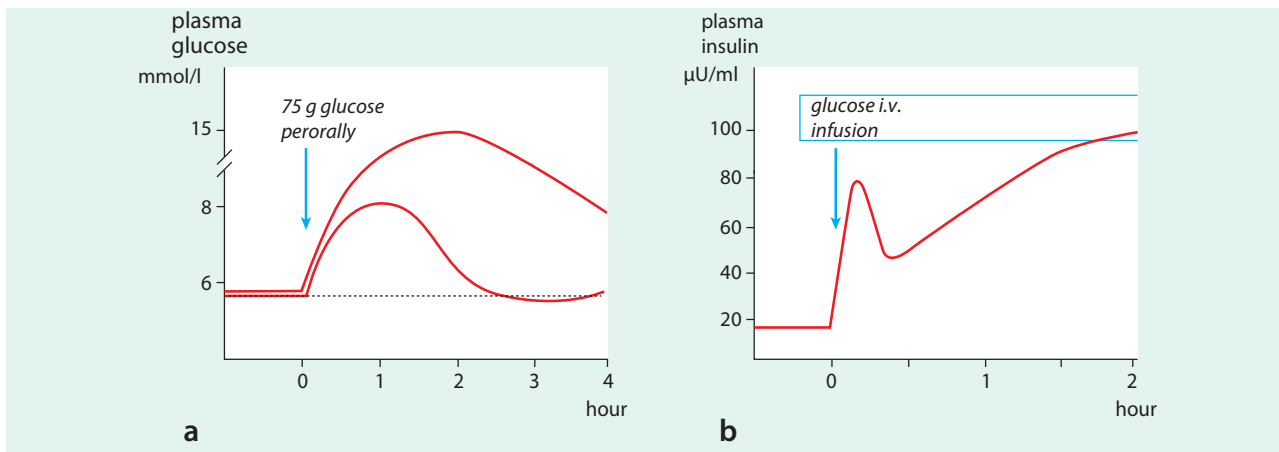 plasma
glucose
mmol/l
75 g glucose
perorally
15
8
6
0
1
2
3
4
hour
a
plasma
insulin
μU/ml
glucose i.v.
infusion
100
80
60
40
20
0
1
2
hour
b